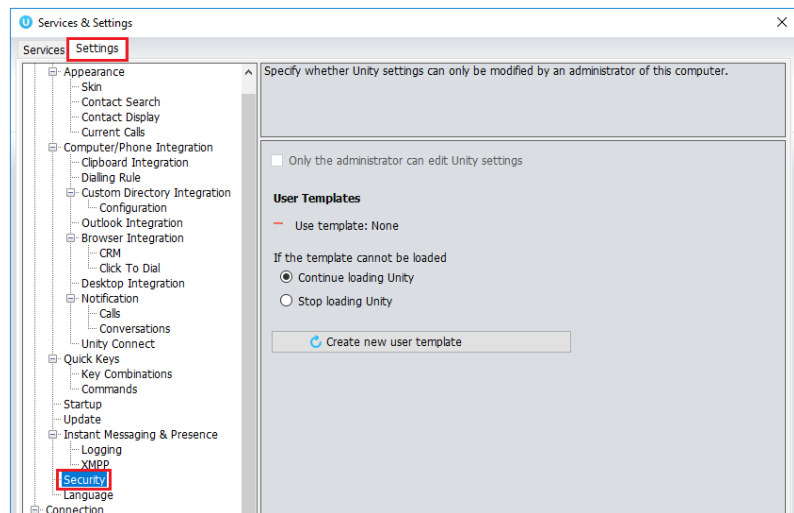 Services & Settings
Services
Settings
Appearance
Skin
Contact Search
Contact Display
Current Calls
Computer/Phone Integration
Clipboard Integration
Dialing Rule
Custom Directory Integration
Configuration
Outlook Integration
Browser Integration
CRM
Click To Dial
Desktop Integration
Notification
Calls
Conversations
Unity Connect
Quick Keys
Key Combinations
Commands
Startup
Update
Instant Messaging & Presence
Logging
XMPP
Security
Language
Connection
Specify whether Unity settings can only be modified by an administrator of this computer.
Only the administrator can edit Unity settings
User Templates
Use template: None
If the template cannot be loaded
Continue loading Unity
Stop loading Unity
Create new user template